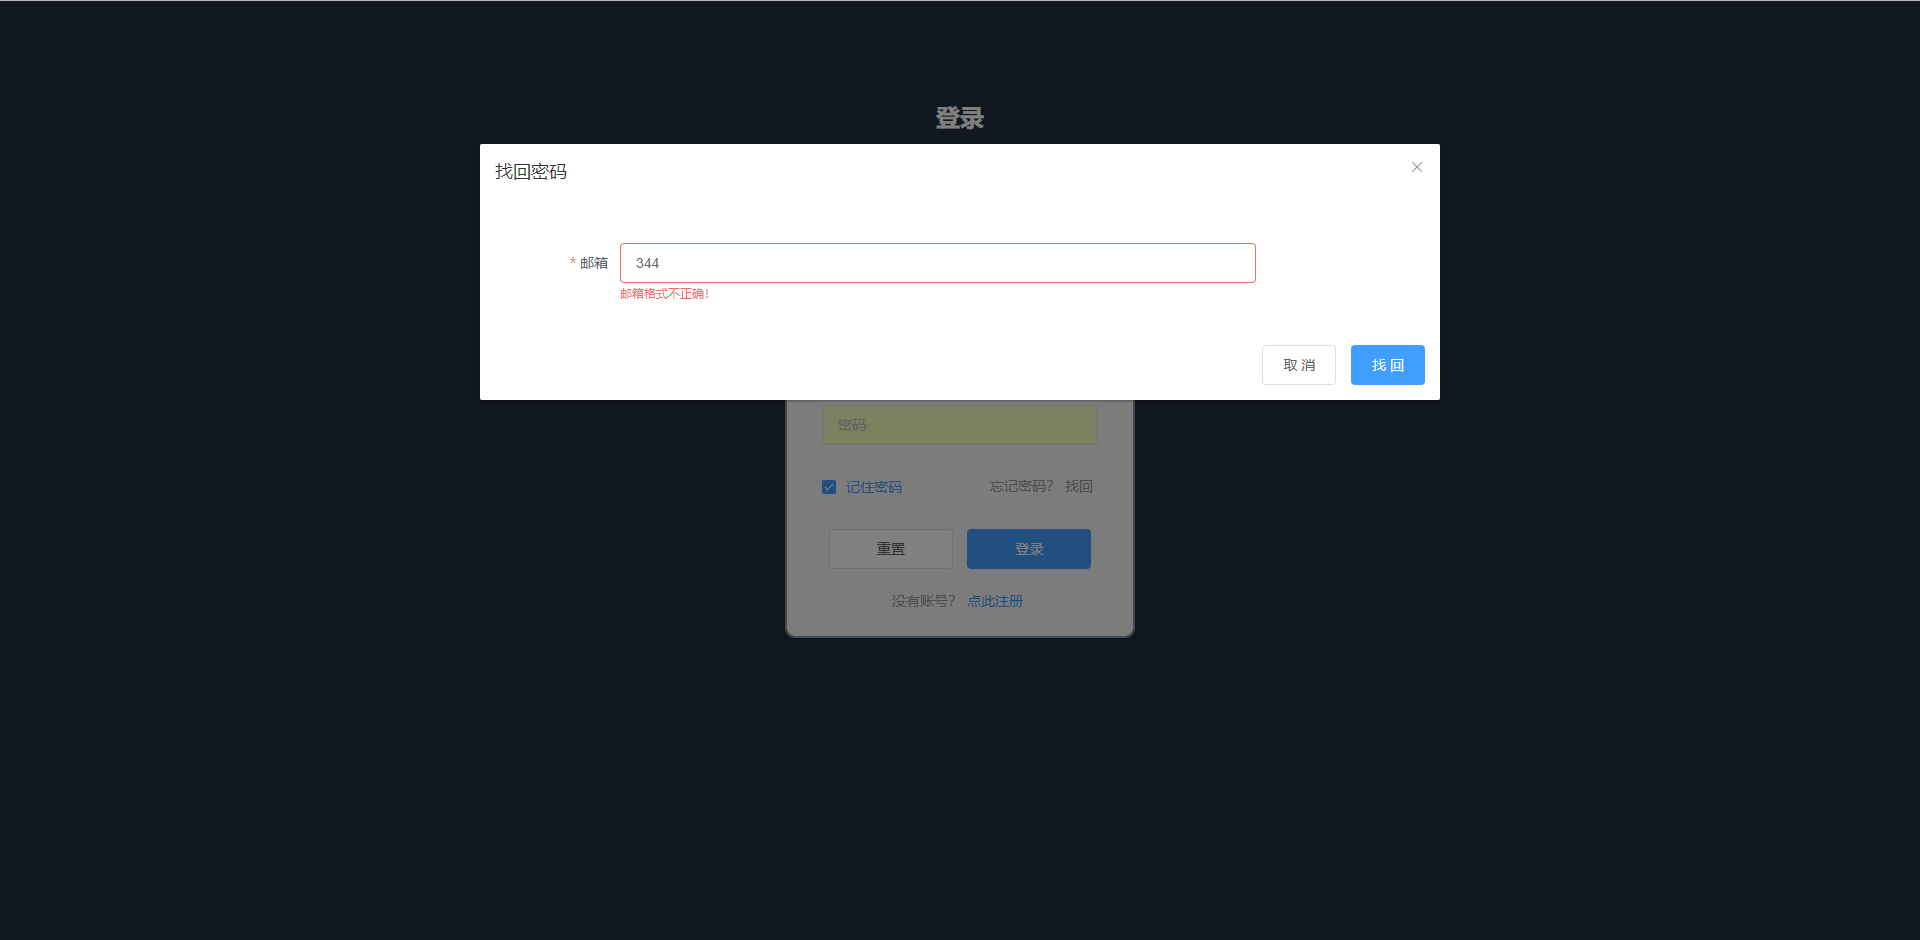 登录
找回密码
* 邮箱 344
邮箱格式不正确!
取 消 找 回
密码
记住密码 忘记密码? 找回
重置 登录
没有账号? 点此注册